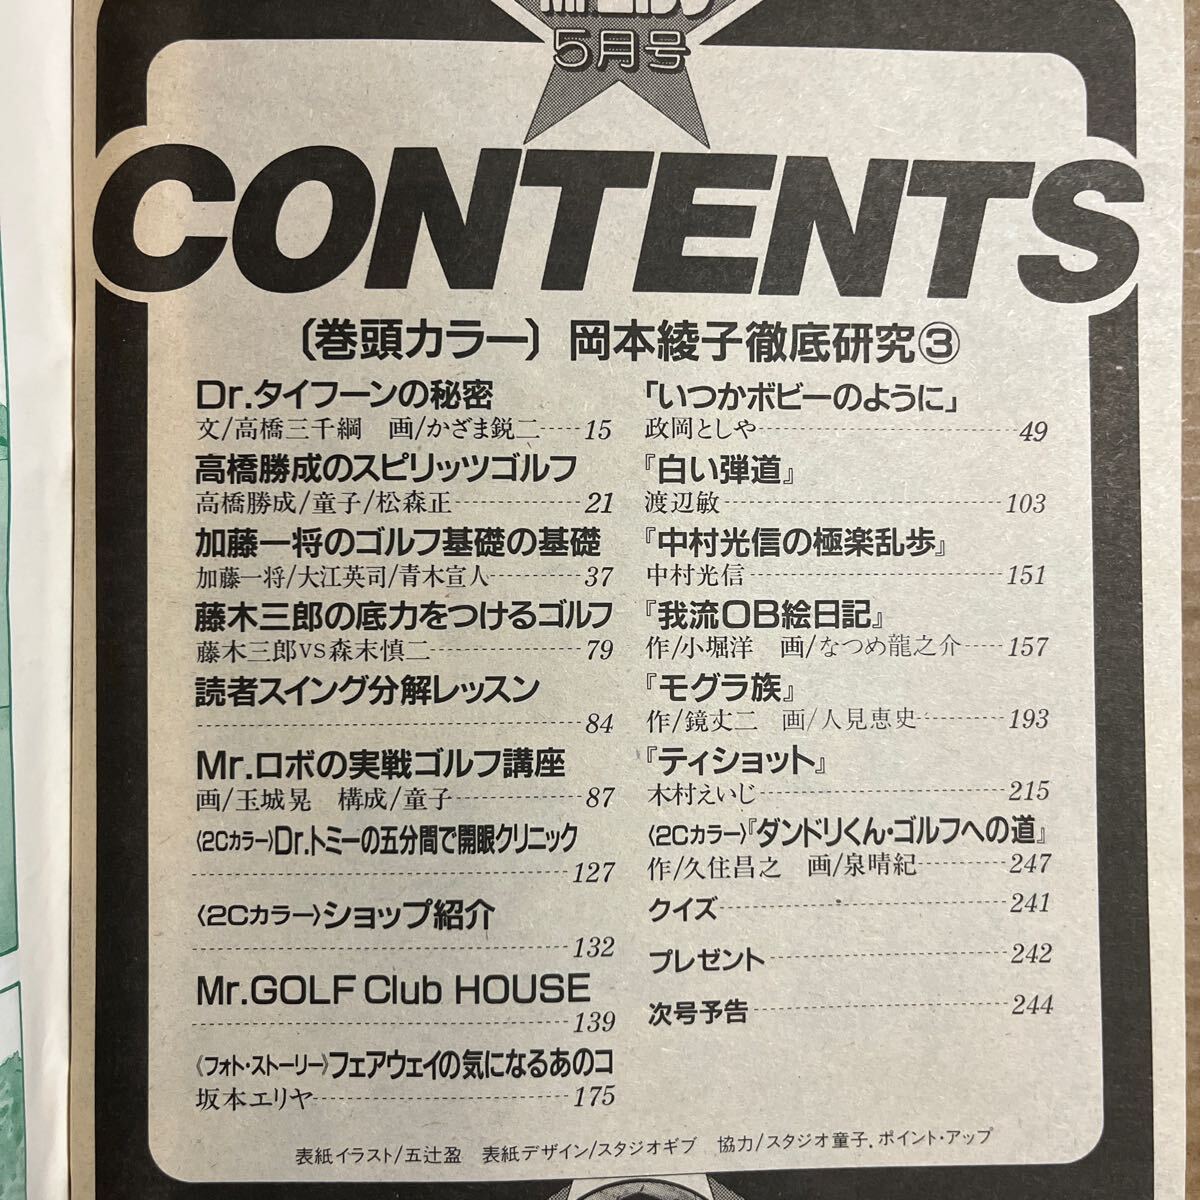 5月号
CONTENTS
〔巻頭カラー〕 岡本綾子徹底研究③
Dr.タイフーンの秘密
文/高橋三千綱 画/かざま鋭二……15
高橋勝成のスピリッツゴルフ
高橋勝成/童子/松森正……21
加藤一将のゴルフ基礎の基礎
加藤一将/大江英司/青木宣人……37
藤木三郎の底力をつけるゴルフ
藤木三郎VS森末慎二……79
読者スイング分解レッスン
……84
Mr.ロボの実戦ゴルフ講座
画/玉城晃 構成/童子……87
〈2Cカラー〉Dr.トミーの五分間で開眼クリニック
……127
〈2Cカラー〉ショップ紹介
……132
Mr.GOLF Club HOUSE
……139
〈フォト・ストーリー〉フェアウェイの気になるあのコ
坂本エリヤ……175
「いつかボビーのように」
政岡としや……49
『白い弾道』
渡辺敏……103
『中村光信の極楽乱歩』
中村光信……151
『我流OB絵日記』
作/小堀洋 画/なつめ龍之介……157
『モグラ族』
作/鏡丈二 画/人見恵史……193
『ティショット』
木村えいじ……215
〈2Cカラー〉『ダンドリくん・ゴルフへの道』
作/久住昌之 画/泉晴紀……247
クイズ……241
プレゼント……242
次号予告……244
表紙イラスト/五辻盈 表紙デザイン/スタジオギブ 協力/スタジオ童子．ポイント・アップ